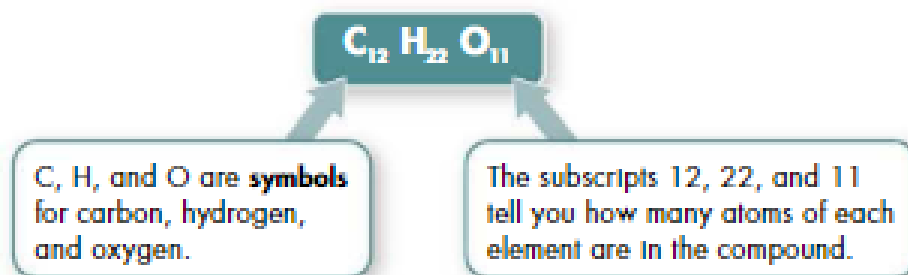 C₁₂ H₂₂ O₁₁
C, H, and O are symbols
for carbon, hydrogen,
and oxygen.
The subscripts 12, 22, and 11
tell you how many atoms of each
element are in the compound.